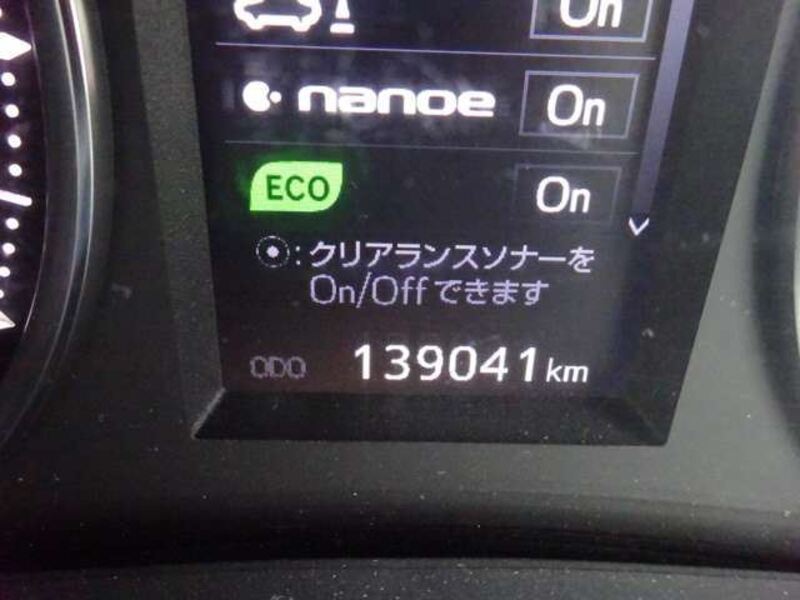 On
nanoe On
ECO On
:クリアランスソナーを
On/Offできます
ODO 139041km